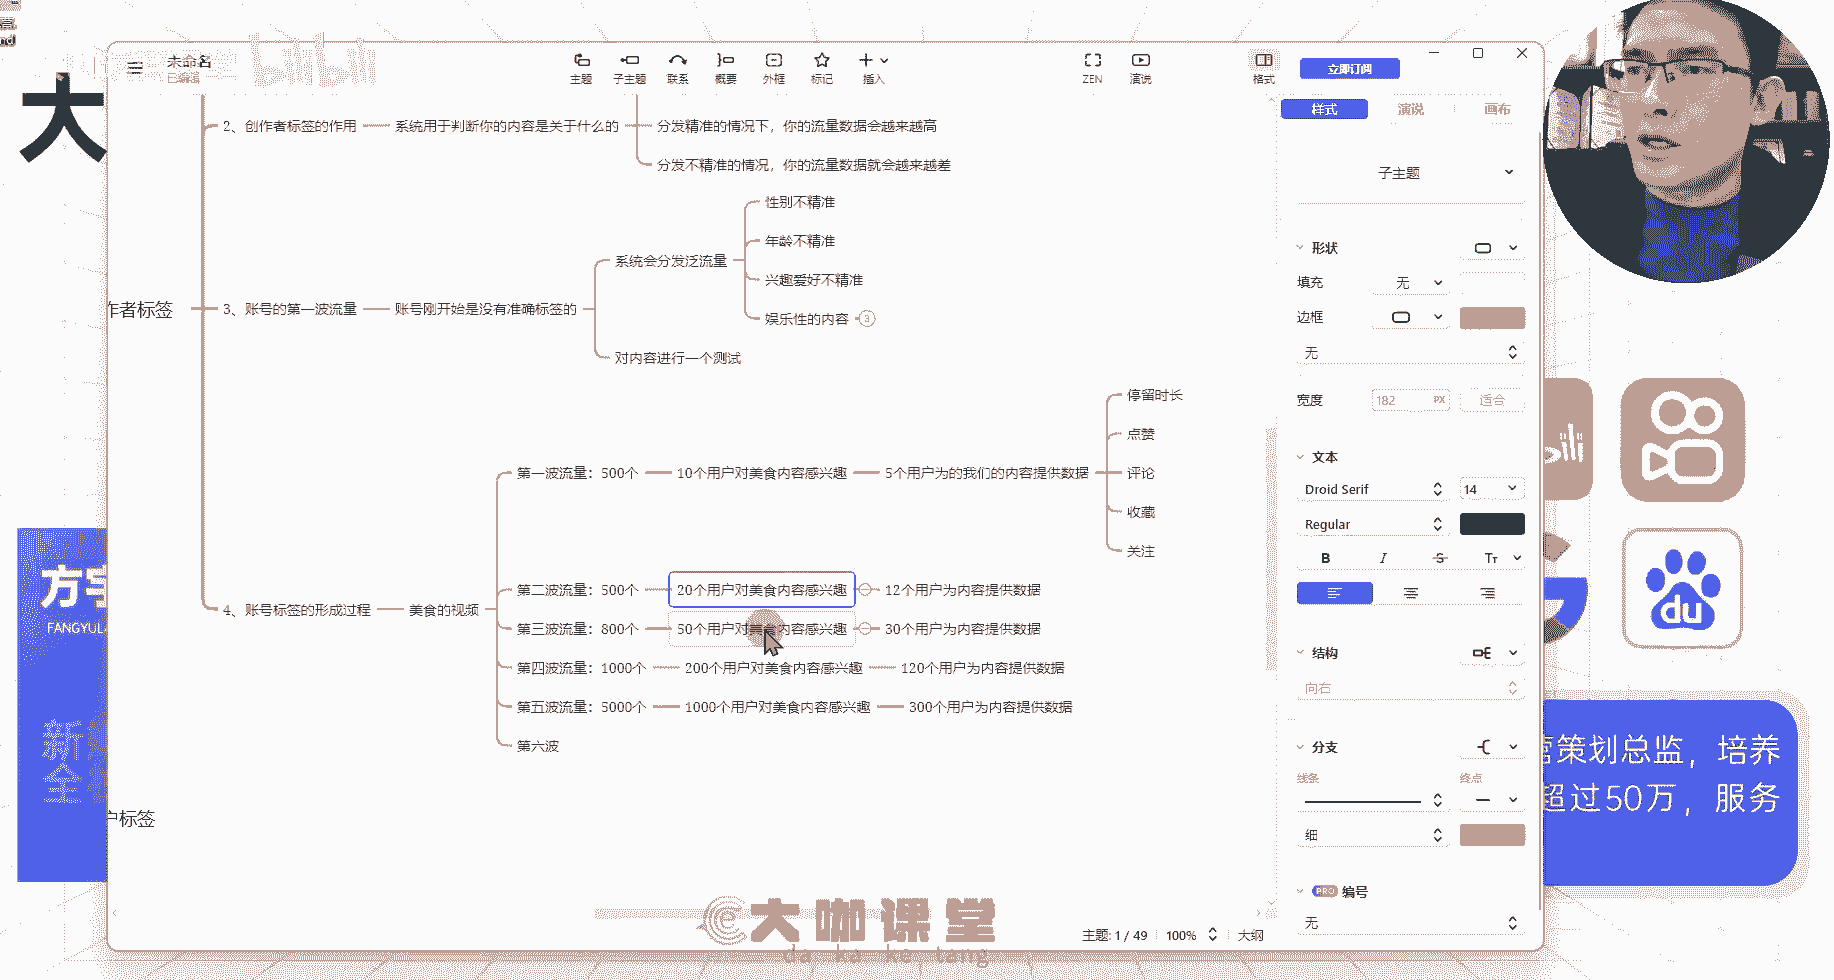 未命名
已编辑
bilibili
主题
子主题
联系
概要
外框
标记
插入
ZEN
演说
格式
立即订阅
大
样式
演说
画布
2、创作者标签的作用
系统用于判断你的内容是关于什么的
分发精准的情况下，你的流量数据会越来越高
分发不精准的情况，你的流量数据就会越来越差
作者标签
3、账号的第一波流量
账号刚开始是没有准确标签的
系统会分发泛流量
性别不精准
年龄不精准
兴趣爱好不精准
娱乐性的内容
3
对内容进行一个测试
4、账号标签的形成过程
美食的视频
第一波流量：500个
10个用户对美食内容感兴趣
5个用户为的我们的内容提供数据
停留时长
点赞
评论
收藏
关注
第二波流量：500个
20个用户对美食内容感兴趣
12个用户为内容提供数据
第三波流量：800个
50个用户对美食内容感兴趣
30个用户为内容提供数据
第四波流量：1000个
200个用户对美食内容感兴趣
120个用户为内容提供数据
第五波流量：5000个
1000个用户对美食内容感兴趣
300个用户为内容提供数据
第六波
户标签
子主题
形状
填充
无
边框
无
宽度
182
PX
适合
文本
Droid Serif
14
Regular
B I S Tт
结构
向右
分支
线条
终点
细
PRO 编号
无
方宇
FANGYUL
新
全
bili
du
营策划总监，培养
超过50万，服务
大咖课堂
da ka ke tang
主题: 1 / 49
100%
大纲